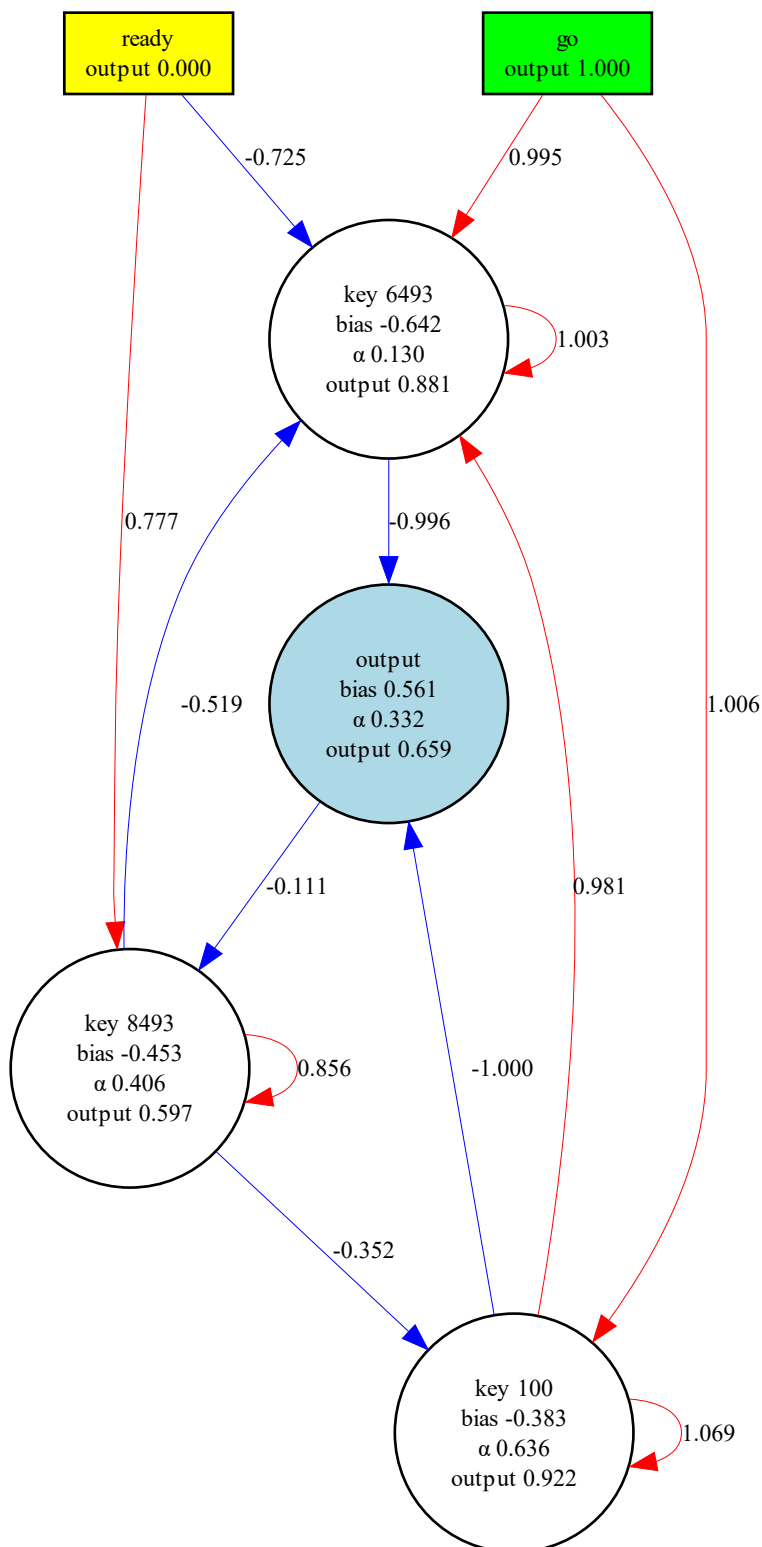 ready
output 0.000
go
output 1.000
-0.725
0.995
key 6493
bias -0.642
α 0.130
output 0.881
1.003
0.777
-0.996
output
bias 0.561
α 0.332
output 0.659
-0.519
1.006
-0.111
0.981
key 8493
bias -0.453
α 0.406
output 0.597
0.856
-1.000
-0.352
key 100
bias -0.383
α 0.636
output 0.922
1.069